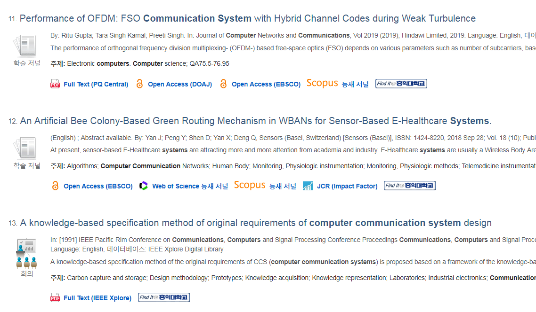 11. Performance of OFDM: FSO Communication System with Hybrid Channel Codes during Weak Turbulence
By: Ritu Gupta; Tara Singh Kamal; Preeti Singh. In: Journal of Computer Networks and Communications, Vol 2019 (2019). Hindawi Limited, 2019. Language: English,
The performance of orthogonal frequency division multiplexing- (OFDM-) based free-space optics (FSO) depends on various parameters such as number of subcarriers,
학술 저널
주제: Electronic computers. Computer science; QA75.5-76.95
Full Text (PQ Central) Open Access (DOAJ) Open Access (EBSCO) Scopus 등재 저널 Find it@
12. An Artificial Bee Colony-Based Green Routing Mechanism in WBANs for Sensor-Based E-Healthcare Systems.
(English) ; Abstract available. By: Yan J; Peng Y; Shen D; Yan X; Deng Q, Sensors (Basel, Switzerland) [Sensors (Basel)], ISSN: 1424-8220, 2018 Sep 28; Vol. 18 (10);
At present, sensor-based E-Healthcare systems are attracting more and more attention from academia and industry. E-Healthcare systems are usually a Wireless Body
학술 저널
주제: Algorithms; Computer Communication Networks; Human Body; Monitoring, Physiologic instrumentation; Monitoring, Physiologic methods; Telemedicine
Open Access (EBSCO) Web of Science 등재 저널 Scopus 등재 저널 JCR (Impact Factor) Find it@
13. A knowledge-based specification method of original requirements of computer communication system design
In: [1991] IEEE Pacific Rim Conference on Communications, Computers and Signal Processing Conference Proceedings Communications, Computers and Signal
Language: English, 데이터베이스: IEEE Xplore Digital Library
A knowledge-based specification method of the original requirements of CCS (computer communication systems) is proposed based on a framework of the
회의
주제: Carbon capture and storage; Design methodology; Prototypes; Knowledge acquisition; Knowledge representation; Laboratories; Industrial electronics;
Full Text (IEEE Xplore) Find it@